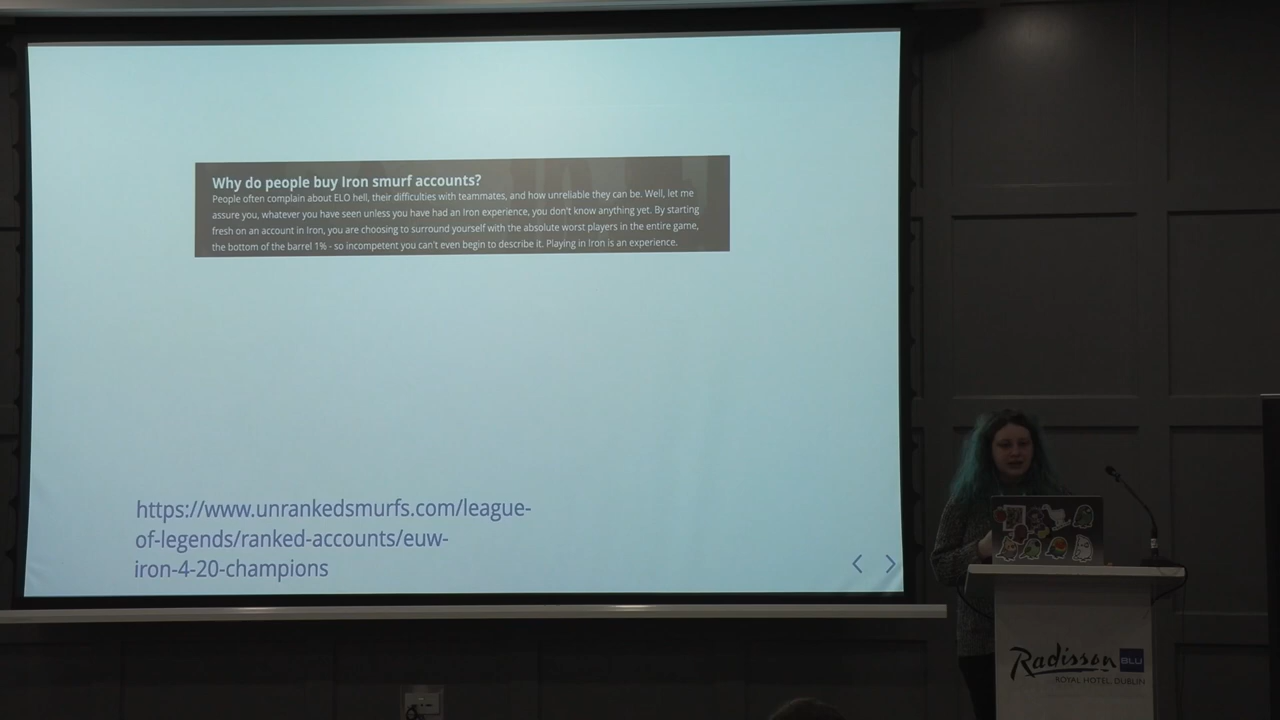 Why do people buy Iron smurf accounts?
People often complain about ELO hell, their difficulties with teammates, and how unreliable they can be. Well, let me
assure you, whatever you have seen unless you have had an Iron experience, you don't know anything yet. By starting
fresh on an account in Iron, you are choosing to surround yourself with the absolute worst players in the entire game,
the bottom of the barrel 1% - so incompetent you can't even begin to describe it. Playing in Iron is an experience.
https://www.unrankedsmurfs.com/league-
of-legends/ranked-accounts/euw-
iron-4-20-champions
Radisson BLU
ROYAL HOTEL, DUBLIN